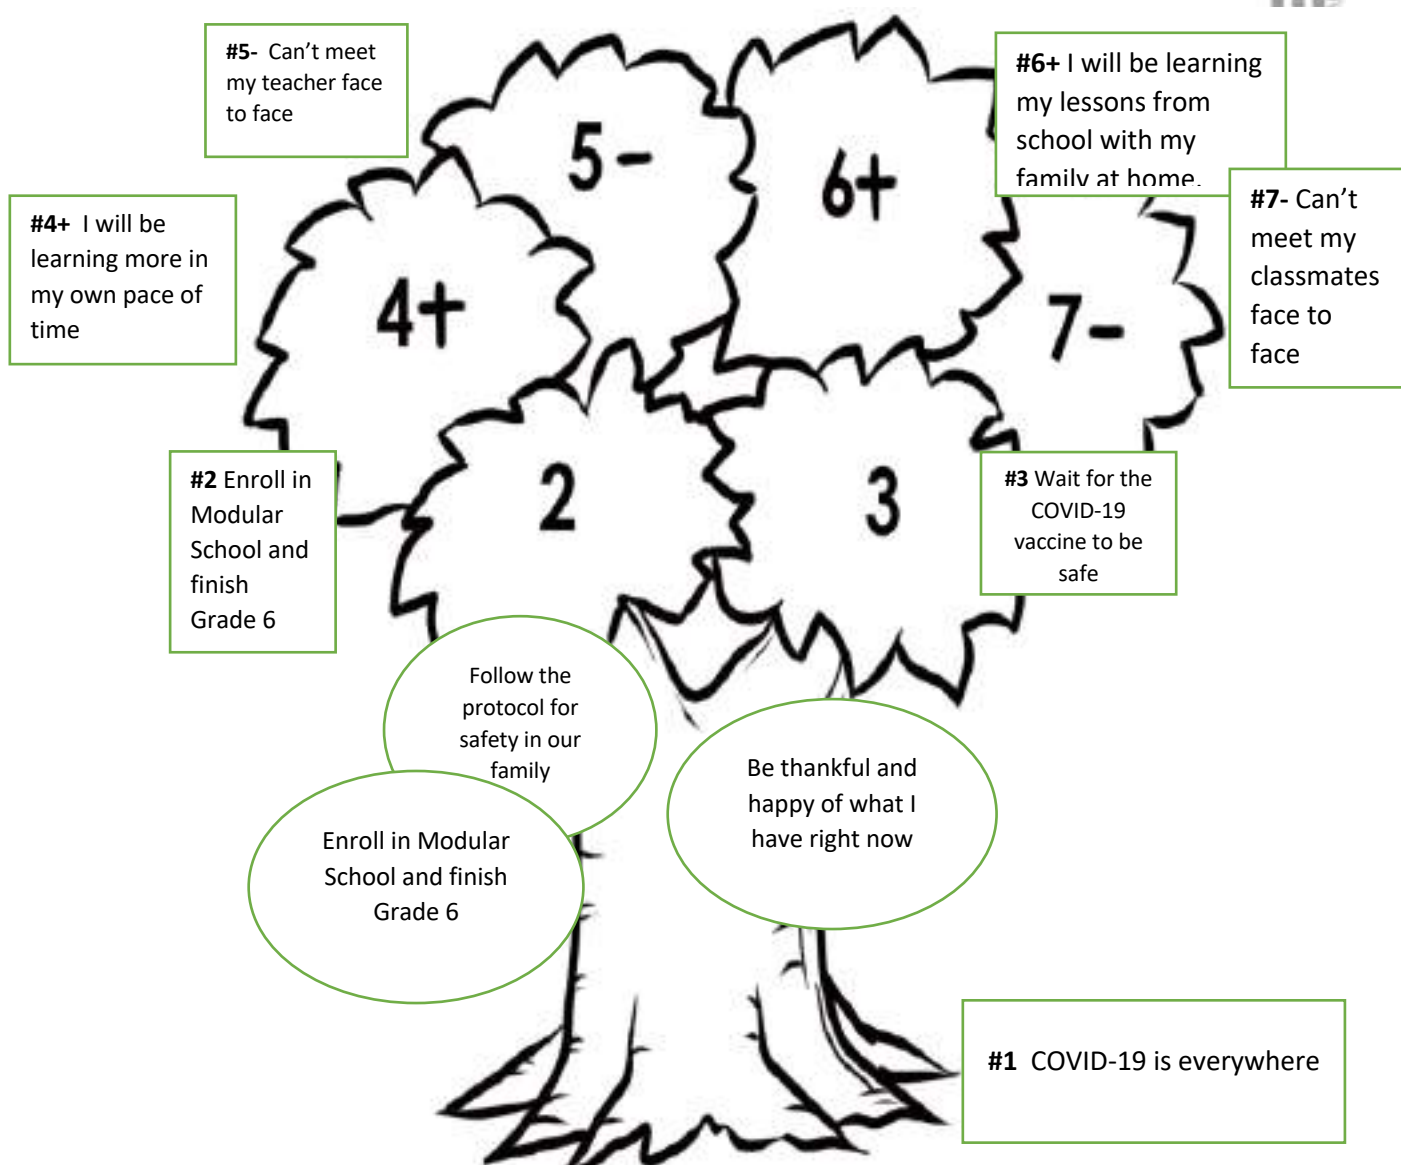 #5- Can’t meet
my teacher face
to face
#6+ I will be learning
my lessons from
school with my
family at home.
#4+ I will be
learning more in
my own pace of
time
#7- Can’t
meet my
classmates
face to
face
5-
6+
4+
7-
#2 Enroll in
Modular
School and
finish
Grade 6
2
3
#3 Wait for the
COVID-19
vaccine to be
safe
Follow the
protocol for
safety in our
family
Be thankful and
happy of what I
have right now
Enroll in Modular
School and finish
Grade 6
#1 COVID-19 is everywhere